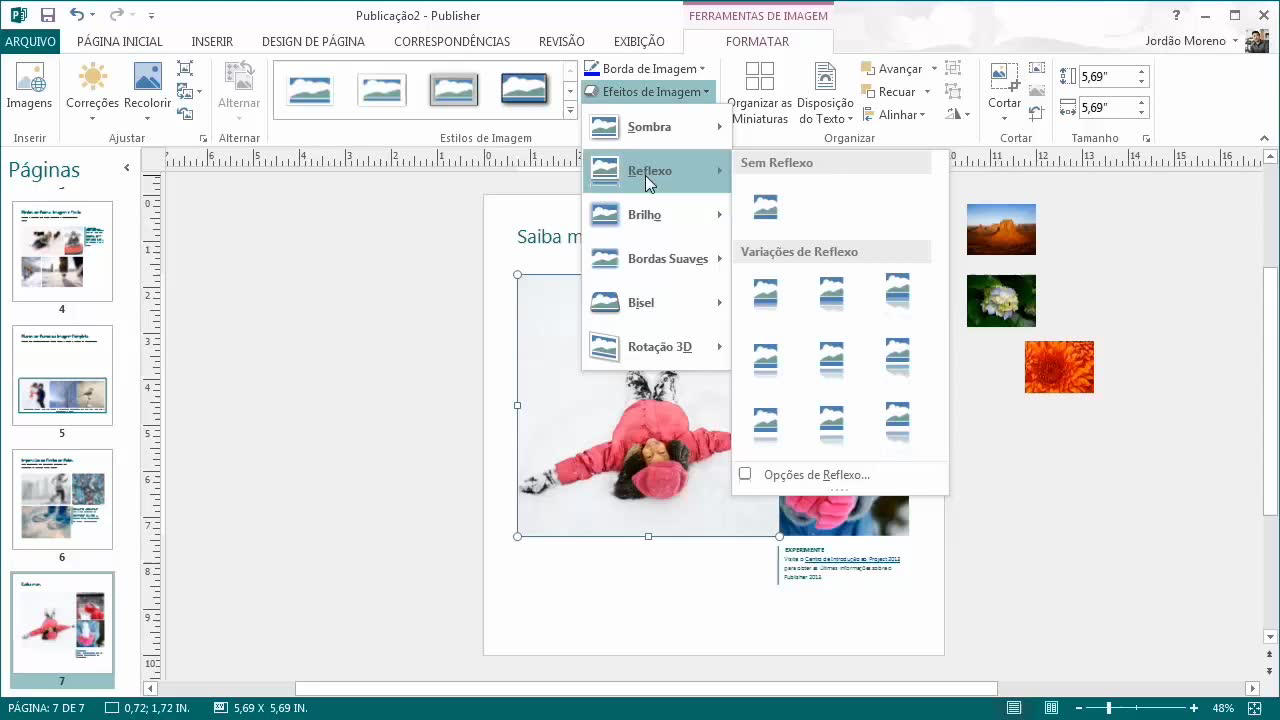 Publicação2 - Publisher
FERRAMENTAS DE IMAGEM
?
ARQUIVO
PÁGINA INICIAL
INSERIR
DESIGN DE PÁGINA
CORRESPONDÊNCIAS
REVISÃO
EXIBIÇÃO
FORMATAR
Jordão Moreno
Imagens
Correções
Recolorir
Alternar
Borda de Imagem
Efeitos de Imagem
Organizar as Miniaturas
Disposição do Texto
Avançar
Recuar
Alinhar
Cortar
5,69"
5,69"
Inserir
Ajustar
Estilos de Imagem
Organizar
Cortar
Tamanho
Páginas
4
5
6
7
Sombra
Reflexo
Brilho
Bordas Suaves
Bisel
Rotação 3D
Sem Reflexo
Variações de Reflexo
Opções de Reflexo...
Saiba m
EXPERIMENTE
Visite o Centro de Introdução ao Project 2013
para obter as últimas informações sobre o
Publisher 2013.
PÁGINA: 7 DE 7
0,72; 1,72 IN.
5,69 X 5,69 IN.
48%